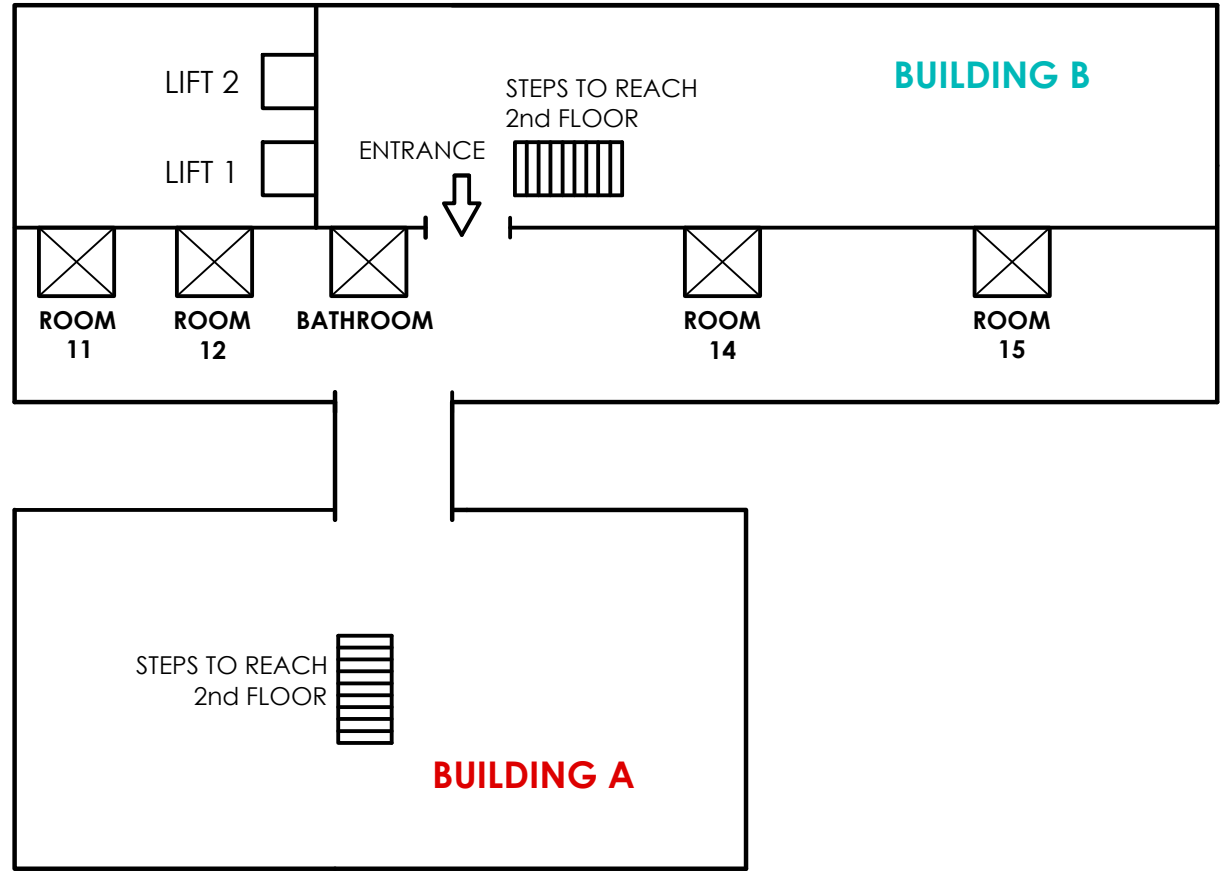 BUILDING B
LIFT 2
STEPS TO REACH
2nd FLOOR
ENTRANCE
LIFT 1
ROOM
11
ROOM
12
BATHROOM
ROOM
14
ROOM
15
STEPS TO REACH
2nd FLOOR
BUILDING A